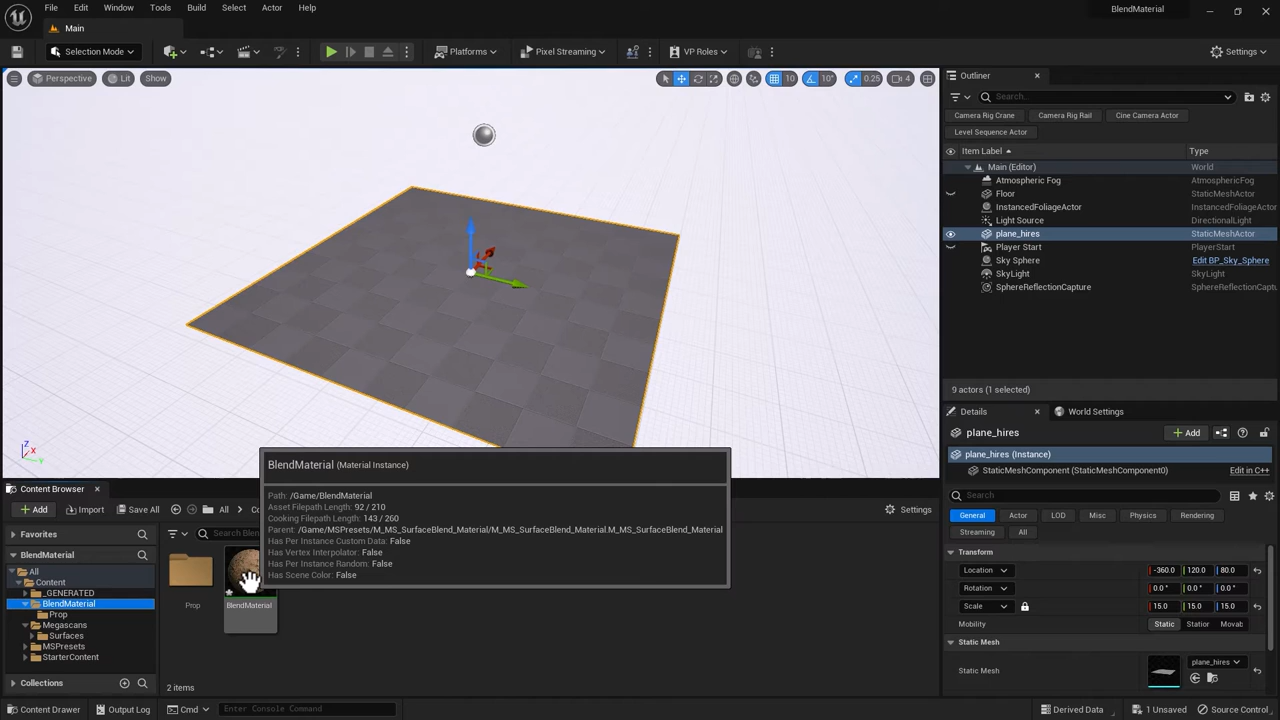 File Edit Window Tools Build Select Actor Help
BlendMaterial
Main
Selection Mode Platforms Pixel Streaming VP Roles Settings
Perspective Lit Show 10 10° 0.25 4
Outliner
Search...
Camera Rig Crane Camera Rig Rail Cine Camera Actor
Level Sequence Actor
Item Label Type
Main (Editor) World
Atmospheric Fog AtmosphericFog
Floor StaticMeshActor
InstancedFoliageActor InstancedFoliageActor
Light Source DirectionalLight
plane_hires StaticMeshActor
Player Start PlayerStart
Sky Sphere Edit BP_Sky_Sphere
SkyLight SkyLight
SphereReflectionCapture SphereReflectionCaptu
9 actors (1 selected)
Z
X
Y
Details World Settings
plane_hires Add
plane_hires (Instance)
StaticMeshComponent (StaticMeshComponent0) Edit in C++
Search
General Actor LOD Misc Physics Rendering
Streaming All
Transform
Location -360.0 120.0 80.0
Rotation 0.0° 0.0° 0.0°
Scale 15.0 15.0 15.0
Mobility Static Station Movab
Static Mesh
Static Mesh plane_hires
BlendMaterial (Material Instance)
Path: /Game/BlendMaterial
Asset Filepath Length: 92 / 210
Cooking Filepath Length: 143 / 260
Parent: /Game/MSPresets/M_MS_SurfaceBlend_Material/M_MS_SurfaceBlend_Material.M_MS_SurfaceBlend_Material
Has Per Instance Custom Data: False
Has Vertex Interpolator: False
Has Per Instance Random: False
Has Scene Color: False
Content Browser
Add Import Save All All Co Settings
Favorites Search Blend
BlendMaterial
All
Content
_GENERATED
BlendMaterial
Prop
Megascans
Surfaces
MSPresets
StarterContent
Collections
Prop BlendMaterial
2 items
Content Drawer Output Log Cmd Enter Console Command Derived Data 1 Unsaved Source Control